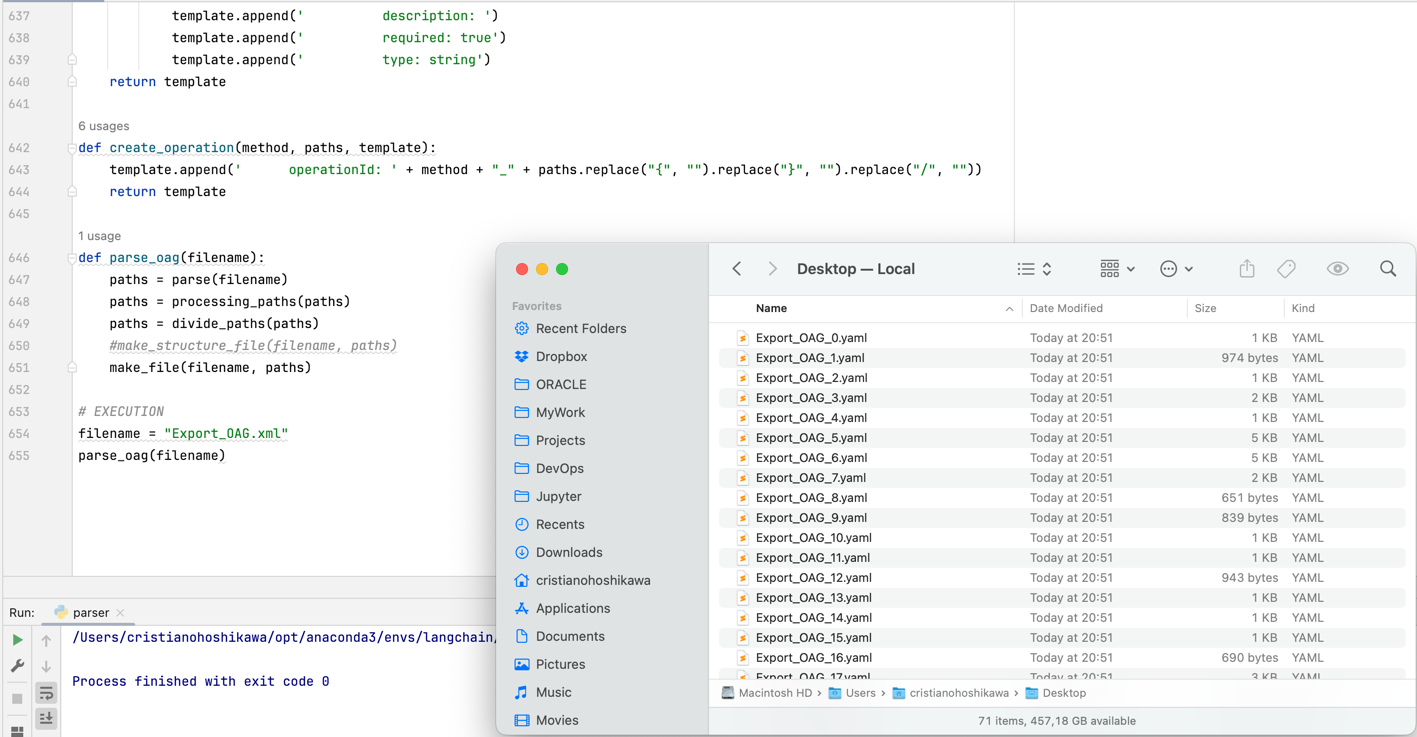 637 template.append('          description: ')
638 template.append('          required: true')
639 template.append('          type: string')
640 return template
641
6 usages
642 def create_operation(method, paths, template):
643 template.append('      operationId: ' + method + "_" + paths.replace("{", "").replace("}", "").replace("/", ""))
644 return template
645
1 usage
646 def parse_oag(filename):
647 paths = parse(filename)
648 paths = processing_paths(paths)
649 paths = divide_paths(paths)
650 #make_structure_file(filename, paths)
651 make_file(filename, paths)
652
653 # EXECUTION
654 filename = "Export_OAG.xml"
655 parse_oag(filename)
Run: parser
/Users/cristianohoshikawa/opt/anaconda3/envs/langchain/
Process finished with exit code 0
Favorites
Recent Folders
Dropbox
ORACLE
MyWork
Projects
DevOps
Jupyter
Recents
Downloads
cristianohoshikawa
Applications
Documents
Pictures
Music
Movies
Desktop — Local
Name Date Modified Size Kind
Export_OAG_0.yaml Today at 20:51 1 KB YAML
Export_OAG_1.yaml Today at 20:51 974 bytes YAML
Export_OAG_2.yaml Today at 20:51 1 KB YAML
Export_OAG_3.yaml Today at 20:51 2 KB YAML
Export_OAG_4.yaml Today at 20:51 1 KB YAML
Export_OAG_5.yaml Today at 20:51 5 KB YAML
Export_OAG_6.yaml Today at 20:51 5 KB YAML
Export_OAG_7.yaml Today at 20:51 2 KB YAML
Export_OAG_8.yaml Today at 20:51 651 bytes YAML
Export_OAG_9.yaml Today at 20:51 839 bytes YAML
Export_OAG_10.yaml Today at 20:51 1 KB YAML
Export_OAG_11.yaml Today at 20:51 1 KB YAML
Export_OAG_12.yaml Today at 20:51 943 bytes YAML
Export_OAG_13.yaml Today at 20:51 1 KB YAML
Export_OAG_14.yaml Today at 20:51 1 KB YAML
Export_OAG_15.yaml Today at 20:51 1 KB YAML
Export_OAG_16.yaml Today at 20:51 690 bytes YAML
Export_OAG_17.yaml Today at 20:51 3 KB YAML
Macintosh HD › Users › cristianohoshikawa › Desktop
71 items, 457,18 GB available